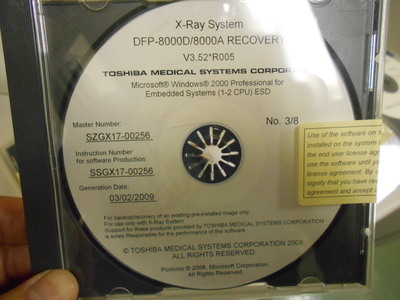 X-Ray System
DFP-8000D/8000A RECOVERY
V3.52*R005
TOSHIBA MEDICAL SYSTEMS CORPORATION
Microsoft® Windows® 2000 Professional for
Embedded Systems (1-2 CPU) ESD
Master Number:
SZGX17-00256
No. 3/8
Instruction Number
for software Production:
SSGX17-00256
Generation Date:
03/02/2009
Use of the software on
installed on the system
the end user license
use the software until
license agreement. By
signify that you have
agreement and accept
For backup/recovery of an existing pre-installed image only
For use only with X-Ray System
Support for these products provided by TOSHIBA MEDICAL SYSTEMS CORPORATION
is solely Responsible for the performance of this software
© TOSHIBA MEDICAL SYSTEMS CORPORATION 2008
ALL RIGHTS RESERVED.
Portions © 2008, Microsoft Corporation
All Rights Reserved.